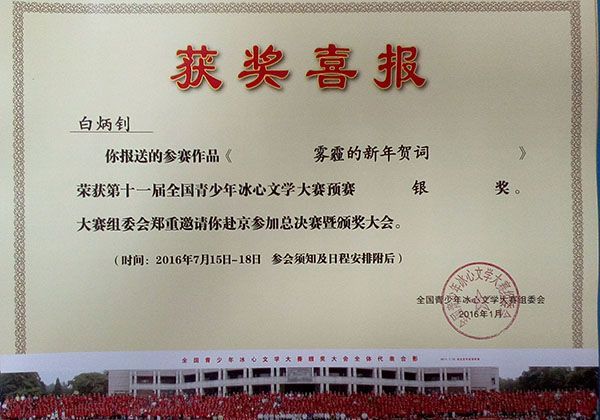 获奖喜报
白炳钊
你报送的参赛作品《 雾霾的新年贺词 》
荣获第十一届全国青少年冰心文学大赛预赛 银 奖。
大赛组委会郑重邀请你赴京参加总决赛暨颁奖大会。
（时间：2016年7月15日-18日 参会须知及日程安排附后）
全国青少年冰心文学大赛组委会
2016年1月
全国青少年冰心文学大赛颁奖大会全体代表合影